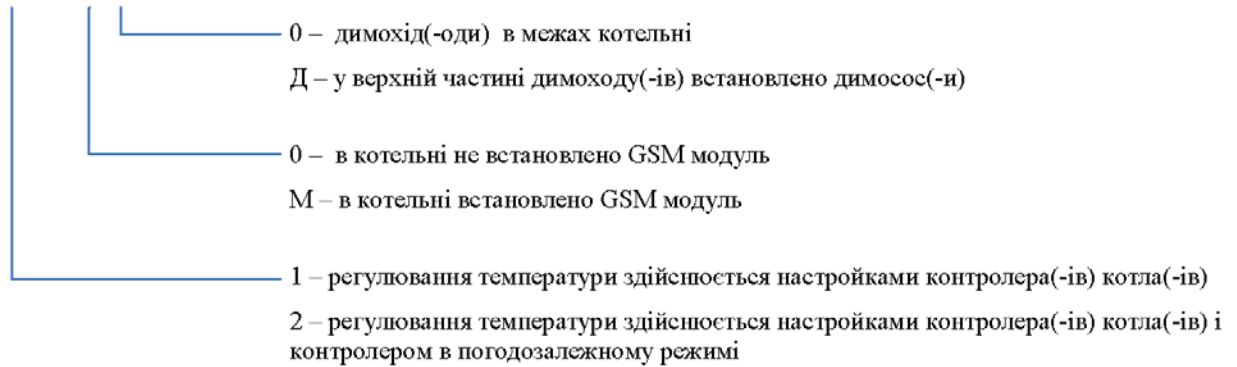 0 – димохід(-оди) в межах котельні
Д – у верхній частині димоходу(-ів) встановлено димосос(-и)
0 – в котельні не встановлено GSM модуль
М – в котельні встановлено GSM модуль
1 – регулювання температури здійснюється настройками контролера(-ів) котла(-ів)
2 – регулювання температури здійснюється настройками контролера(-ів) котла(-ів) і
контролером в погодозалежному режимі